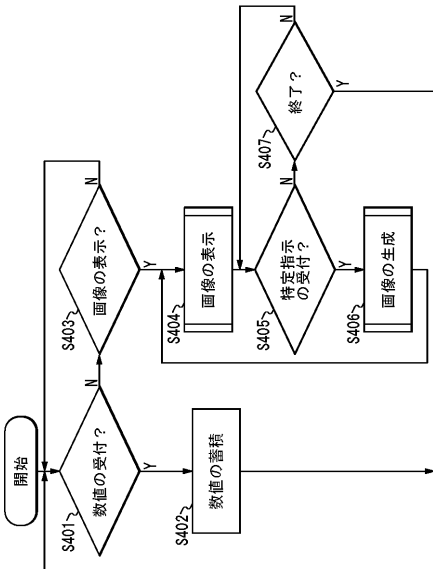 開始
S401
数値の受付？
N
Y
S402
数値の蓄積
S403
画像の表示？
N
Y
S404
画像の表示
S405
特定指示
の受付？
N
Y
S406
画像の生成
S407
終了？
N
Y